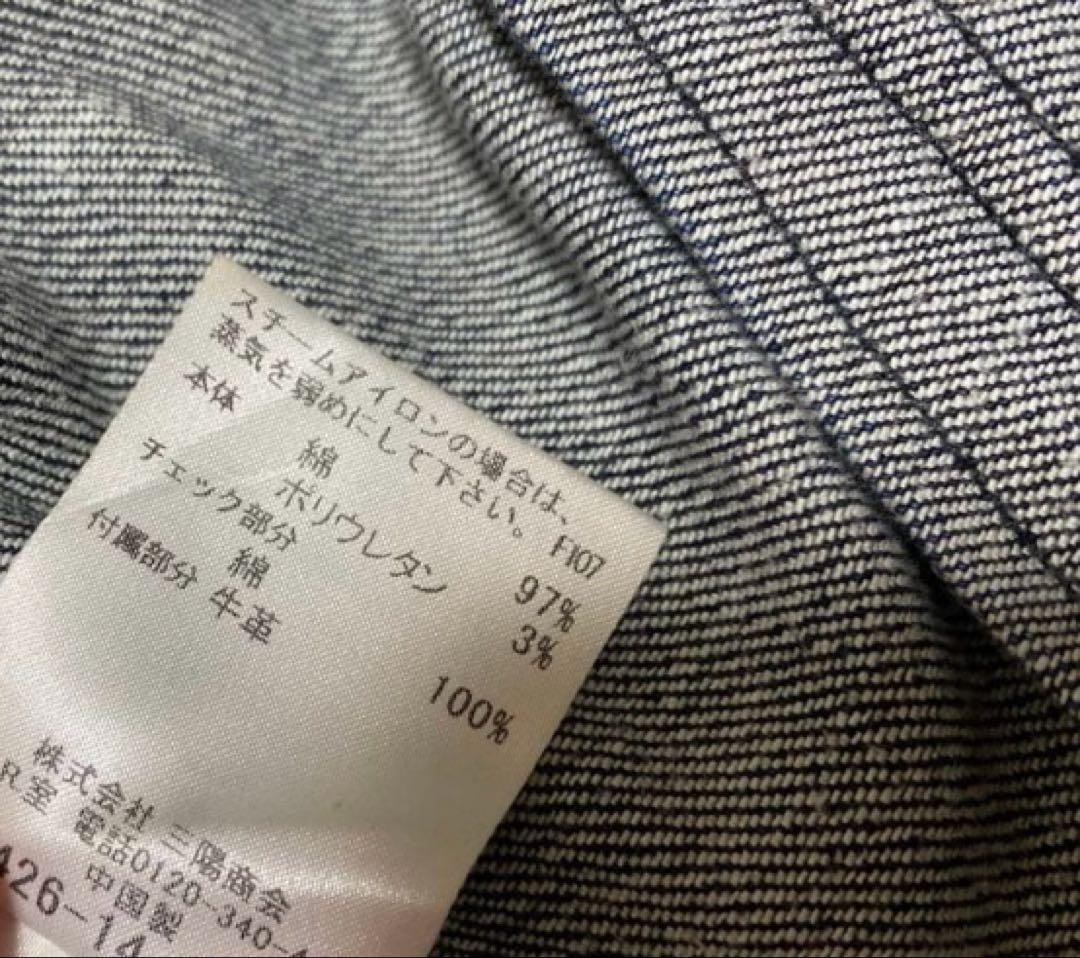 スチームアイロンの場合は、
蒸気を弱めにして下さい。 FI07
本体
綿 97%
ポリウレタン 3%
チェック部分
綿 100%
付属部分 牛革
株式会社 三陽商会
R室 電話0120-340-4
中国製
426-14